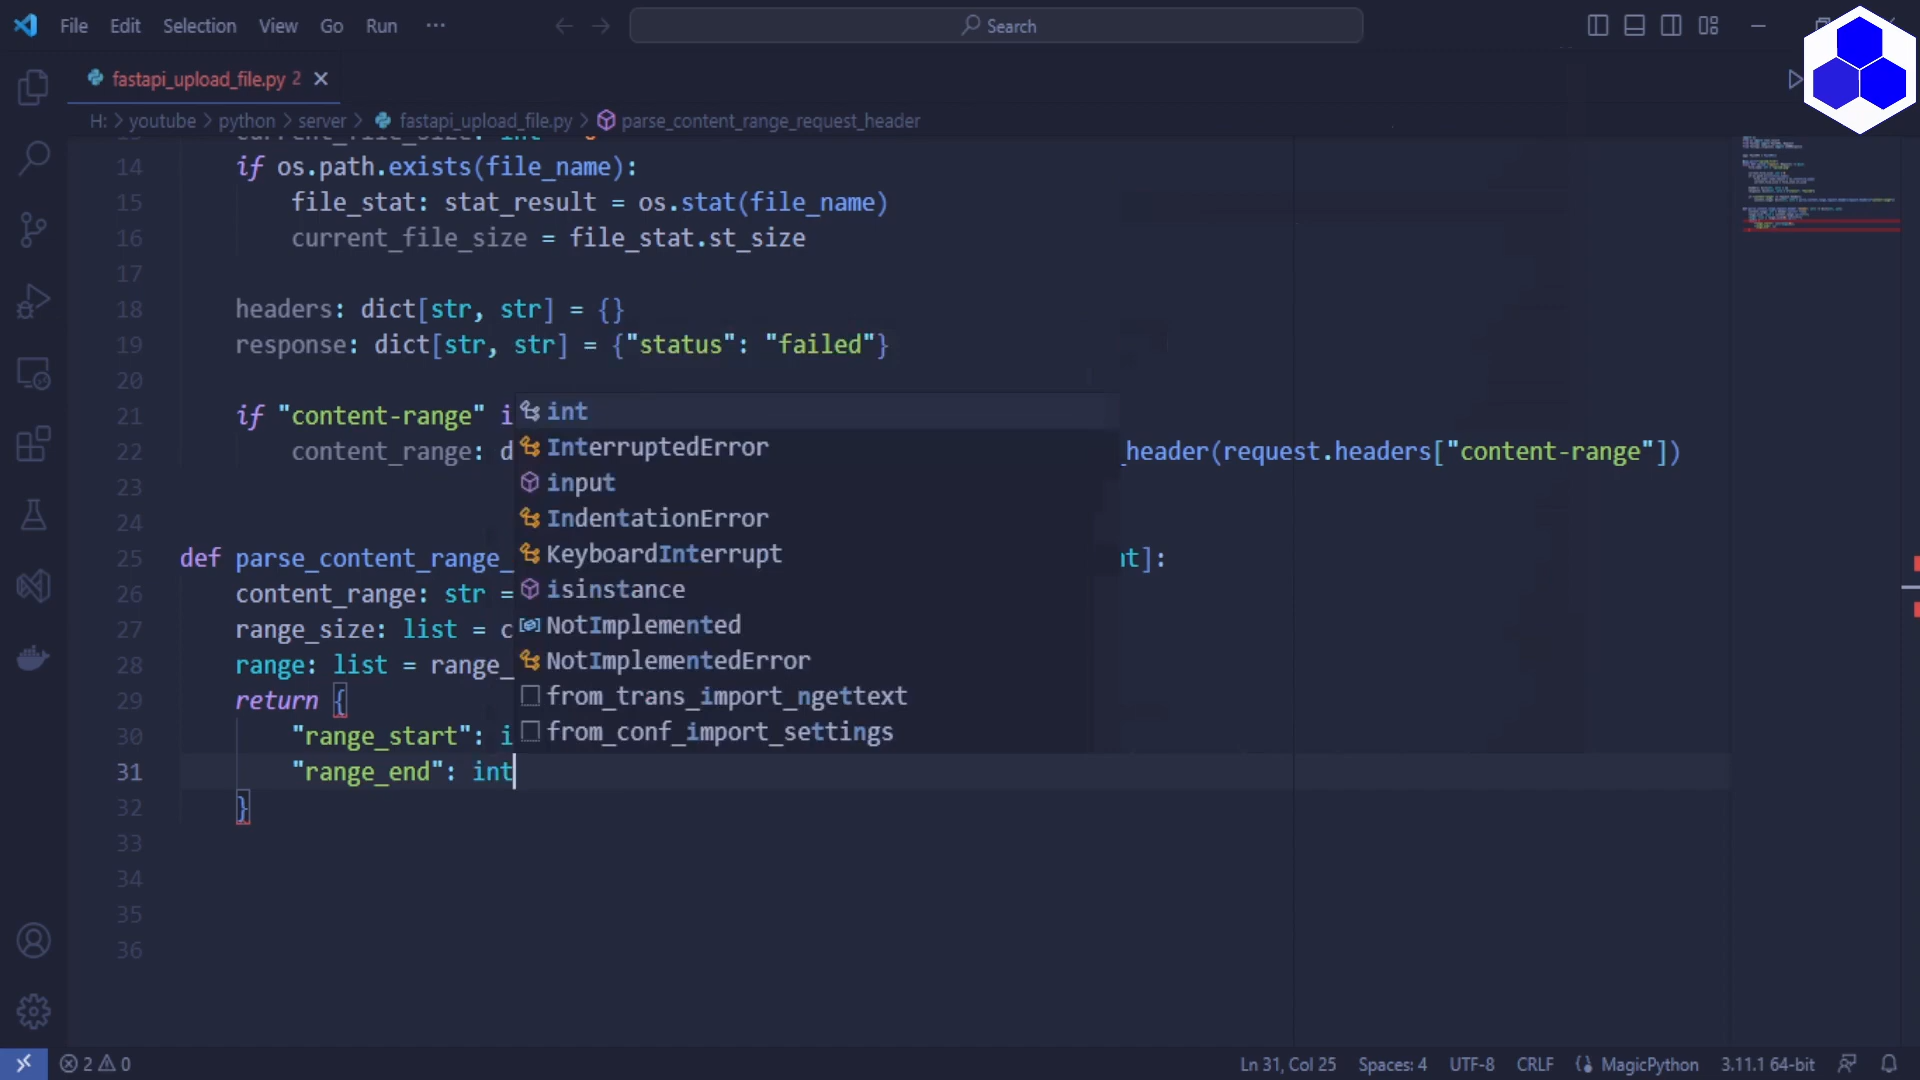 File Edit Selection View Go Run ··· Search
fastapi_upload_file.py 2
H: > youtube > python > server > fastapi_upload_file.py > parse_content_range_request_header
14 if os.path.exists(file_name):
15 file_stat: stat_result = os.stat(file_name)
16 current_file_size = file_stat.st_size
17
18 headers: dict[str, str] = {}
19 response: dict[str, str] = {"status": "failed"}
20
21 if "content-range" i
22 content_range: d _header(request.headers["content-range"])
23
24
25 def parse_content_range_ t]:
26 content_range: str =
27 range_size: list = c
28 range: list = range_
29 return {
30 "range_start": i
31 "range_end": int
32 }
33
34
35
36
int
InterruptedError
input
IndentationError
KeyboardInterrupt
isinstance
NotImplemented
NotImplementedError
from_trans_import_ngettext
from_conf_import_settings
2 0 Ln 31, Col 25 Spaces: 4 UTF-8 CRLF MagicPython 3.11.1 64-bit